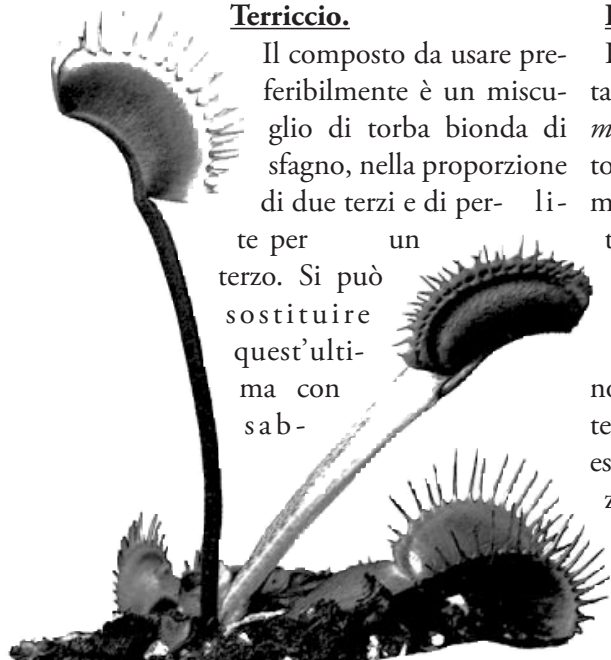 Terriccio.
Il composto da usare pre-
feribilmente è un miscu-
glio di torba bionda di
sfagno, nella proporzione
di due terzi e di per- li-
te per un
terzo. Si può
sostituire
quest'ulti-
ma con
sab-